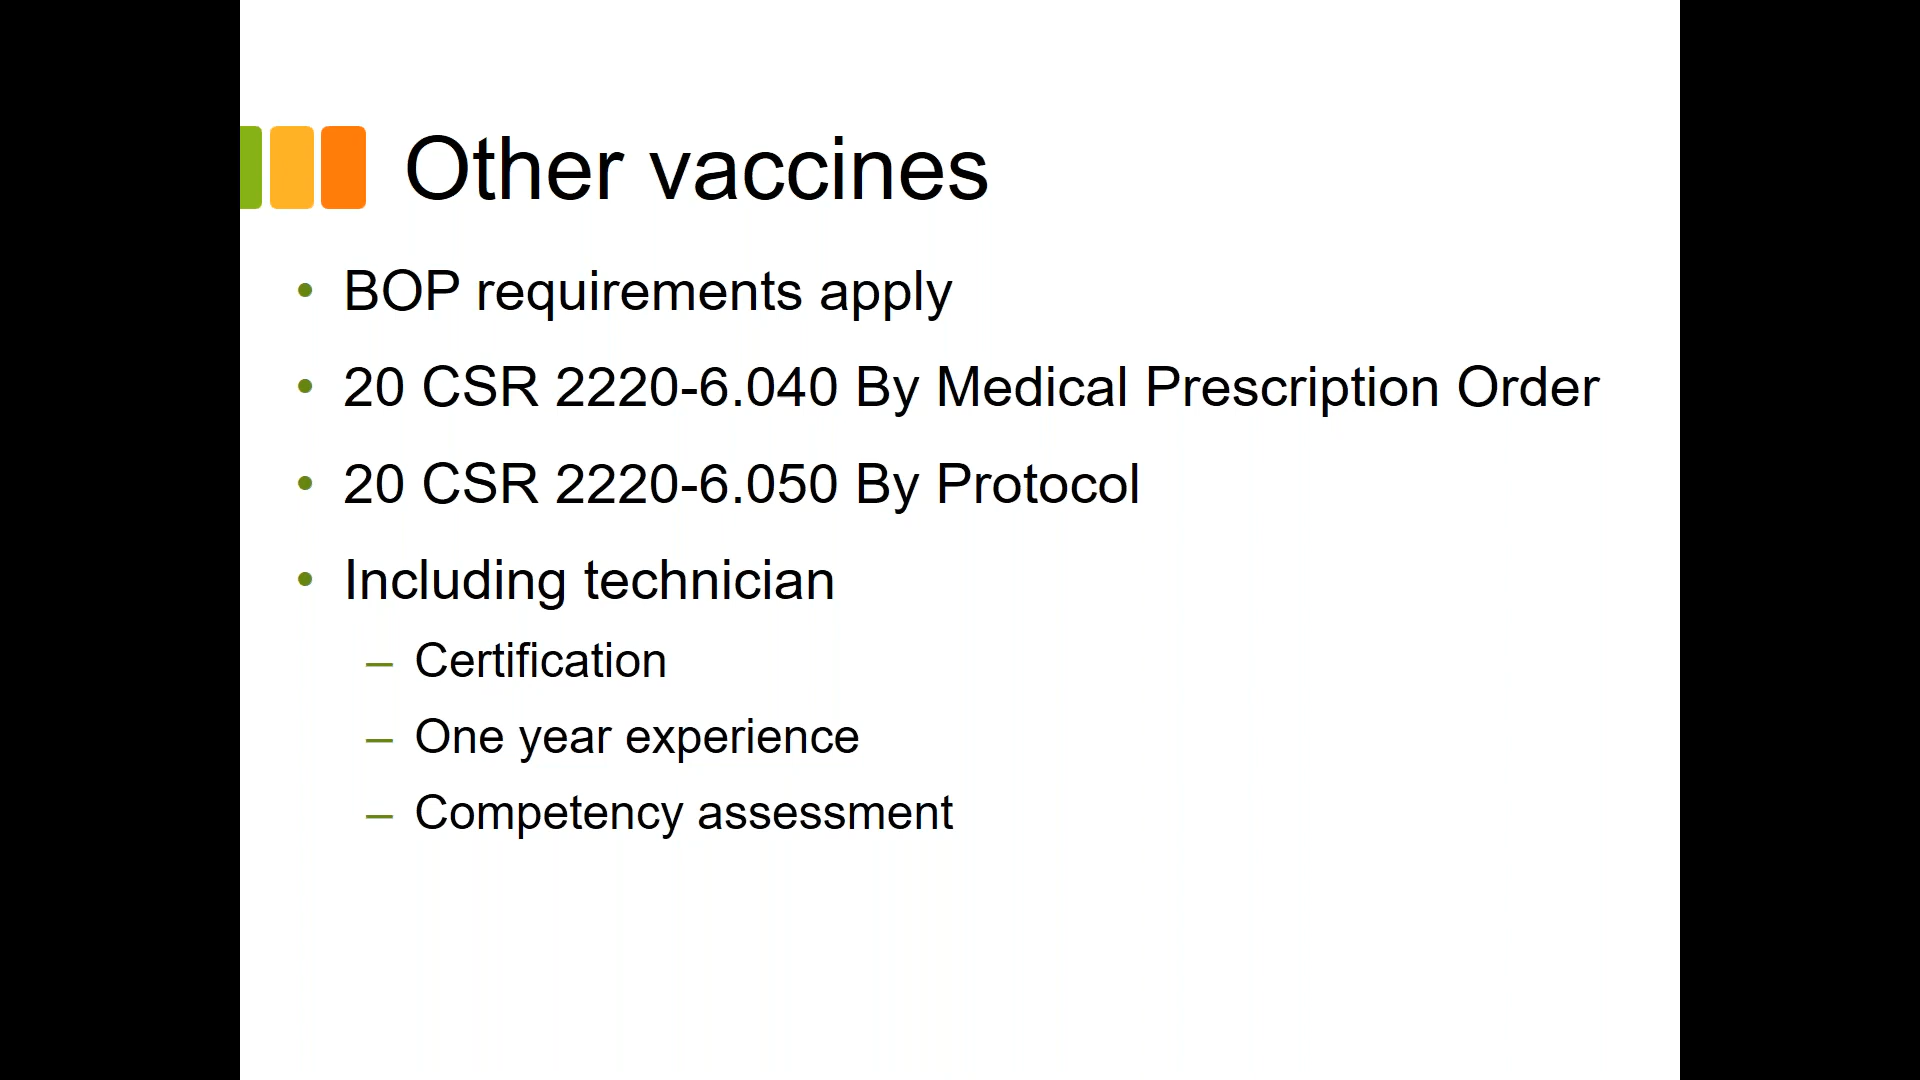 Other vaccines
• BOP requirements apply
• 20 CSR 2220-6.040 By Medical Prescription Order
• 20 CSR 2220-6.050 By Protocol
• Including technician
– Certification
– One year experience
– Competency assessment